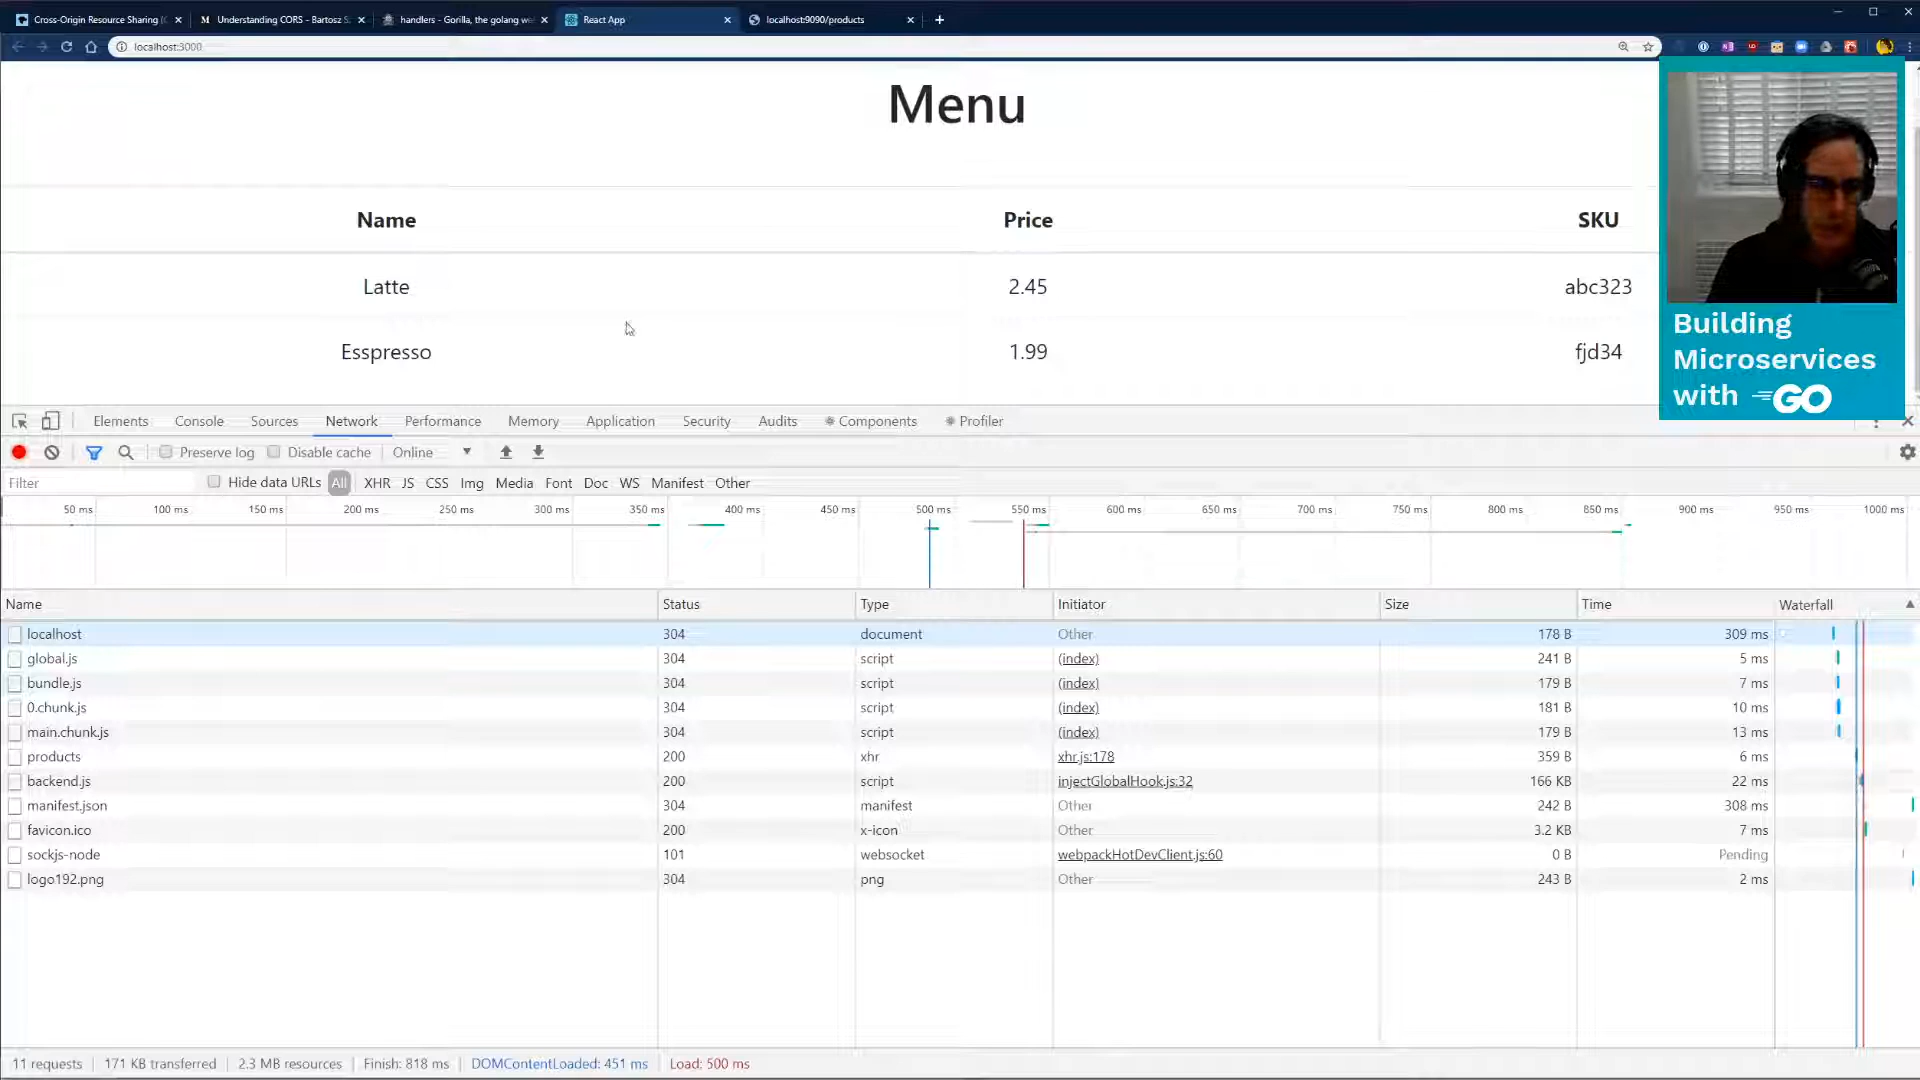 Cross-Origin Resource Sharing (C
Understanding CORS - Bartosz S
handlers - Gorilla, the golang we
React App
localhost:9090/products
localhost:3000
Menu
Name Price SKU
Latte 2.45 abc323
Esspresso 1.99 fjd34
Building
Microservices
with GO
Elements Console Sources Network Performance Memory Application Security Audits Components Profiler
Preserve log Disable cache Online
Filter Hide data URLs All XHR JS CSS Img Media Font Doc WS Manifest Other
50 ms 100 ms 150 ms 200 ms 250 ms 300 ms 350 ms 400 ms 450 ms 500 ms 550 ms 600 ms 650 ms 700 ms 750 ms 800 ms 850 ms 900 ms 950 ms 1000 ms
Name Status Type Initiator Size Time Waterfall
localhost 304 document Other 178 B 309 ms
global.js 304 script (index) 241 B 5 ms
bundle.js 304 script (index) 179 B 7 ms
0.chunk.js 304 script (index) 181 B 10 ms
main.chunk.js 304 script (index) 179 B 13 ms
products 200 xhr xhr.js:178 359 B 6 ms
backend.js 200 script injectGlobalHook.js:32 166 KB 22 ms
manifest.json 304 manifest Other 242 B 308 ms
favicon.ico 200 x-icon Other 3.2 KB 7 ms
sockjs-node 101 websocket webpackHotDevClient.js:60 0 B Pending
logo192.png 304 png Other 243 B 2 ms
11 requests 171 KB transferred 2.3 MB resources Finish: 818 ms DOMContentLoaded: 451 ms Load: 500 ms